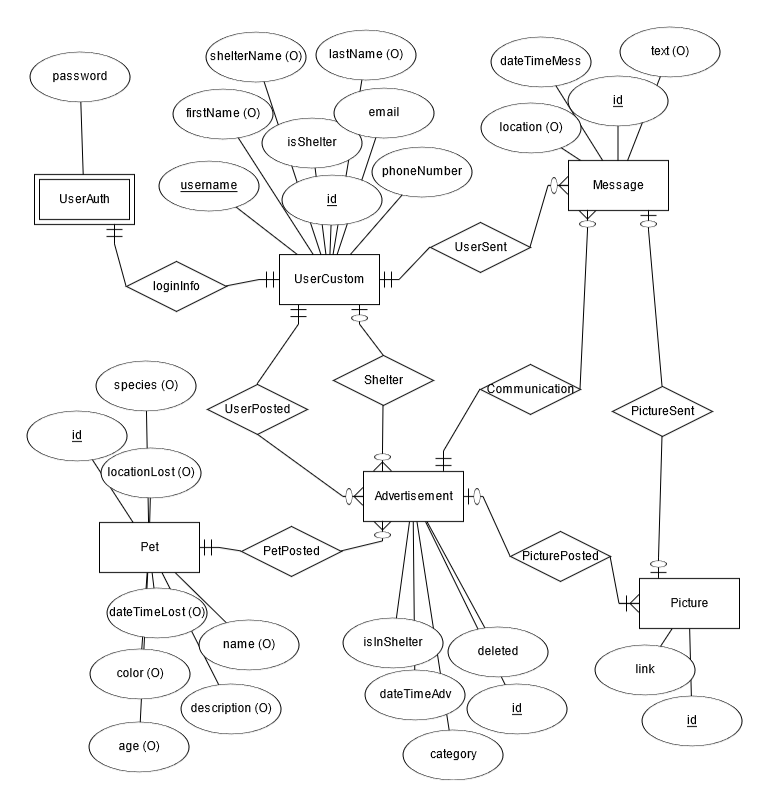 shelterName (O)
lastName (O)
text (O)
dateTimeMess
password
id
firstName (O)
email
location (O)
isShelter
phoneNumber
username
Message
id
UserAuth
UserSent
UserCustom
loginInfo
Shelter
species (O)
Communication
UserPosted
PictureSent
id
locationLost (O)
Advertisement
Pet
PetPosted
PicturePosted
Picture
dateTimeLost (O)
isInShelter
name (O)
deleted
link
color (O)
dateTimeAdv
description (O)
id
id
age (O)
category